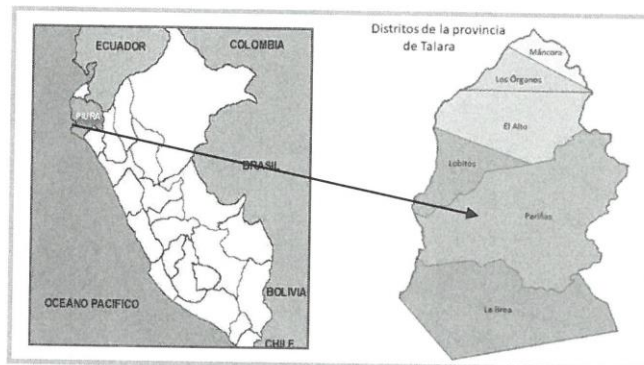 ECUADOR
COLOMBIA
PIURA
BRASIL
OCEANO PACIFICO
BOLIVIA
CHILE
Distritos de la provincia
de Talara
Máncora
Los Órganos
El Alto
Lobitos
Pariñas
La Brea